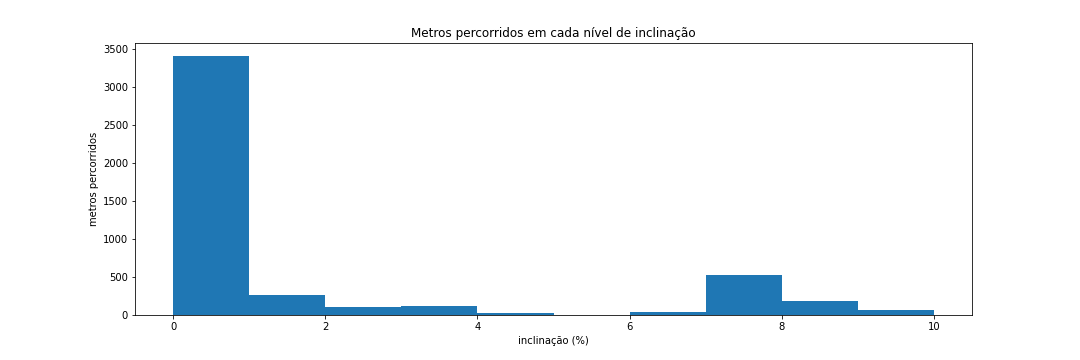 Metros percorridos em cada nível de inclinação
metros percorridos
3500
3000
2500
2000
1500
1000
500
0
0 2 4 6 8 10
inclinação (%)